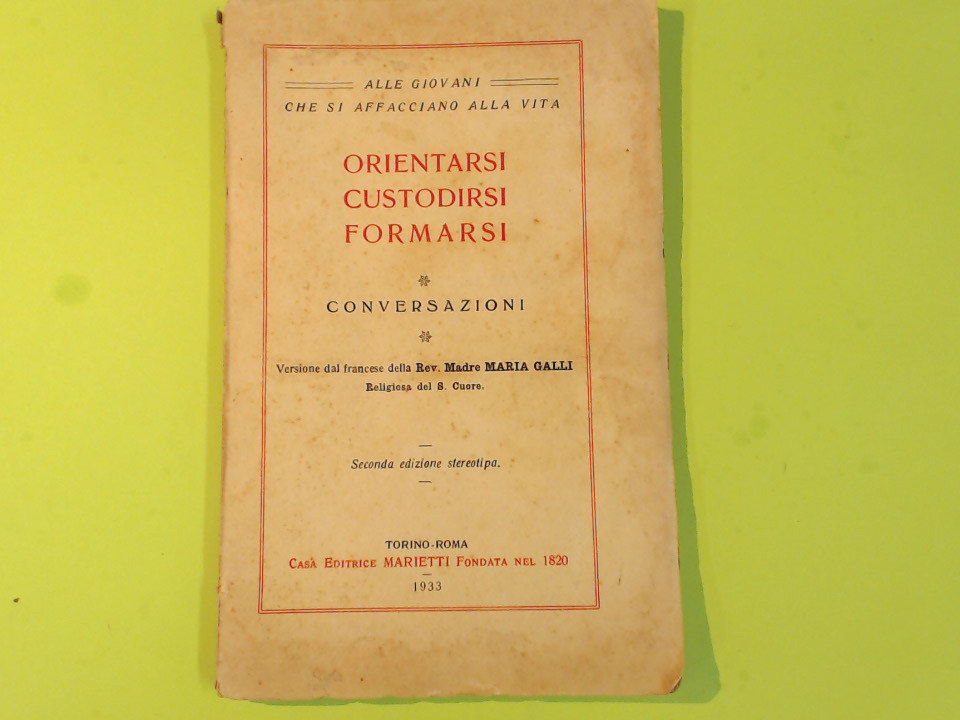 ALLE GIOVANI
CHE SI AFFACCIANO ALLA VITA
ORIENTARSI
CUSTODIRSI
FORMARSI
CONVERSAZIONI
Versione dal francese della Rev. Madre MARIA GALLI
Religiosa del S. Cuore.
Seconda edizione stereotipa.
TORINO-ROMA
CASA EDITRICE MARIETTI FONDATA NEL 1820
1933